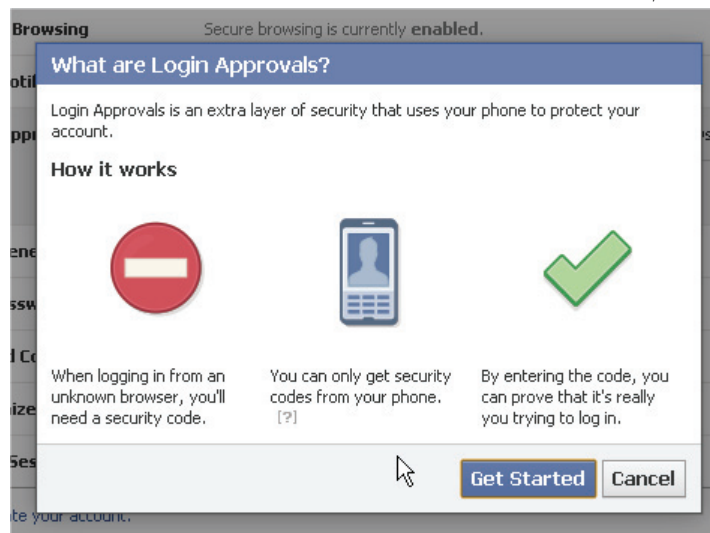 Browsing Secure browsing is currently enabled.
What are Login Approvals?
Login Approvals is an extra layer of security that uses your phone to protect your
account.
How it works
When logging in from an
unknown browser, you'll
need a security code.
You can only get security
codes from your phone.
[?]
By entering the code, you
can prove that it's really
you trying to log in.
Get Started Cancel
your account.